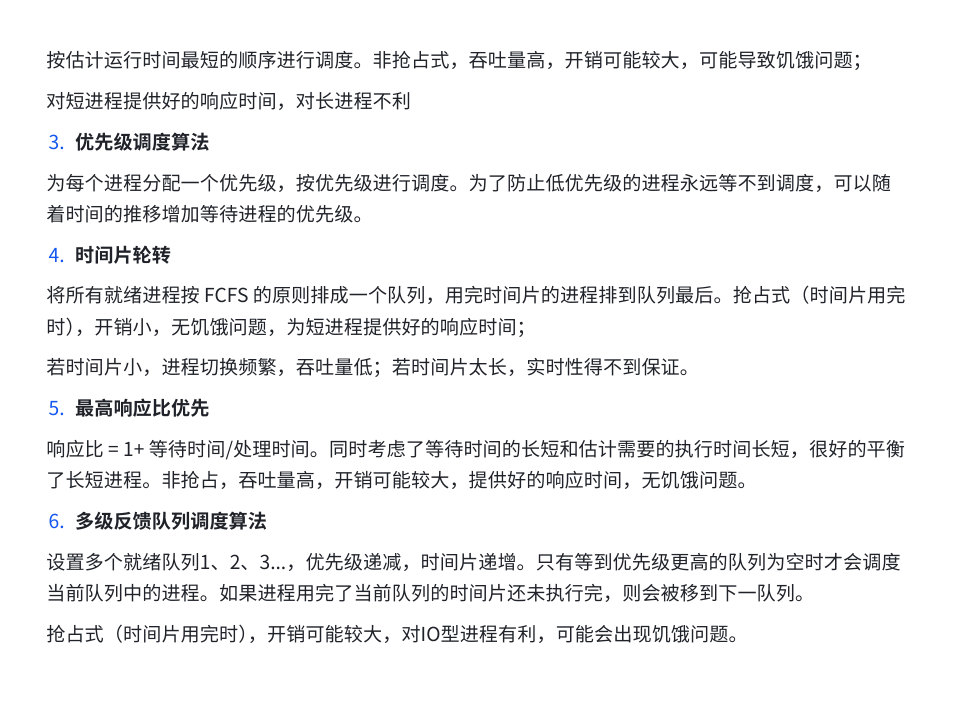 按估计运行时间最短的顺序进行调度。非抢占式，吞吐量高，开销可能较大，可能导致饥饿问题；
对短进程提供好的响应时间，对长进程不利
3. 优先级调度算法
为每个进程分配一个优先级，按优先级进行调度。为了防止低优先级的进程永远等不到调度，可以随
着时间的推移增加等待进程的优先级。
4. 时间片轮转
将所有就绪进程按 FCFS 的原则排成一个队列，用完时间片的进程排到队列最后。抢占式（时间片用完
时），开销小，无饥饿问题，为短进程提供好的响应时间；
若时间片小，进程切换频繁，吞吐量低；若时间片太长，实时性得不到保证。
5. 最高响应比优先
响应比 = 1+ 等待时间/处理时间。同时考虑了等待时间的长短和估计需要的执行时间长短，很好的平衡
了长短进程。非抢占，吞吐量高，开销可能较大，提供好的响应时间，无饥饿问题。
6. 多级反馈队列调度算法
设置多个就绪队列1、2、3...，优先级递减，时间片递增。只有等到优先级更高的队列为空时才会调度
当前队列中的进程。如果进程用完了当前队列的时间片还未执行完，则会被移到下一队列。
抢占式（时间片用完时），开销可能较大，对IO型进程有利，可能会出现饥饿问题。